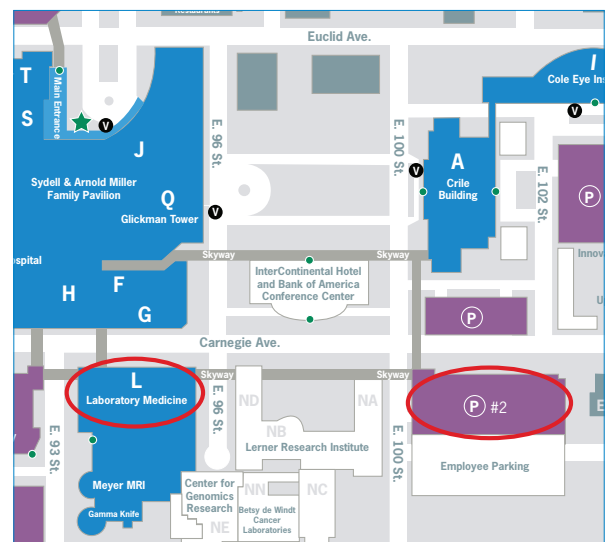 Restaurants
Euclid Ave.
T
S
Main Entrance
V
J
Sydell & Arnold Miller
Family Pavilion
Q
Glickman Tower
V
E. 96 St.
E. 100 St.
V
A
Crile
Building
E. 102 St.
I
Cole Eye Ins
V
P
Innov
U
Skyway
Skyway
ospital
H
F
G
InterContinental Hotel
and Bank of America
Conference Center
P
Carnegie Ave.
Skyway
Skyway
L
Laboratory Medicine
E. 96 St.
E. 93 St.
ND
NA
NB
Lerner Research Institute
E. 100 St.
P #2
E
Employee Parking
Meyer MRI
Gamma Knife
Center for
Genomics
Research
NE
NN
NC
Betsy de Windt
Cancer
Laboratories